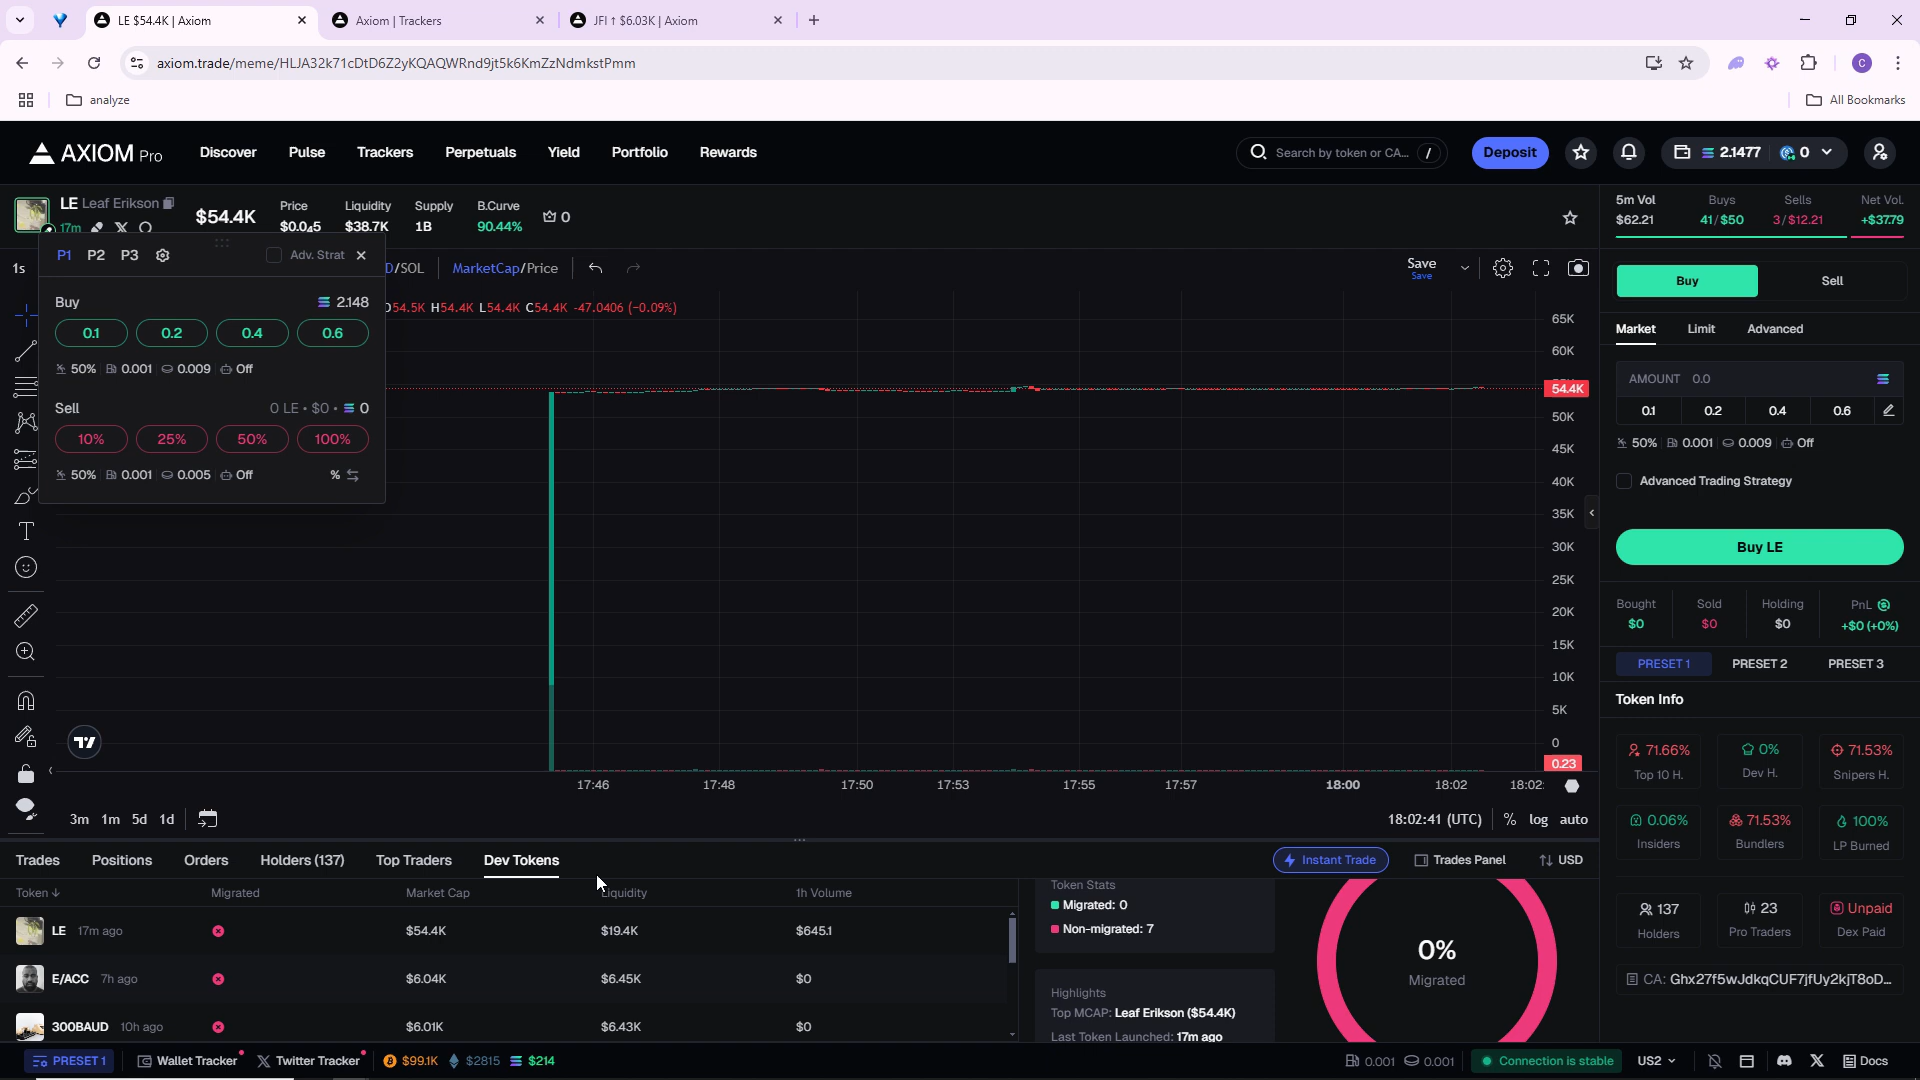 LE $54.4K | Axiom
Axiom | Trackers
JFI ↑ $6.03K | Axiom
axiom.trade/meme/HLJA32k71cDtD6Z2yKQAQWRnd9jt5k6KmZzNdmkstPmm
C
analyze
All Bookmarks
AXIOM Pro
Discover
Pulse
Trackers
Perpetuals
Yield
Portfolio
Rewards
Search by token or CA... /
Deposit
2.1477 0
LE Leaf Erikson
17m
$54.4K
Price
$0.0₄5
Liquidity
$38.7K
Supply
1B
B.Curve
90.44%
0
5m Vol Buys Sells Net Vol.
$62.21 41/$50 3/$12.21 +$37.79
1s
D/SOL
MarketCap/Price
Save
Save
P1 P2 P3 Adv. Strat
Buy 2.148
0.1 0.2 0.4 0.6
50% 0.001 0.009 Off
Sell 0 LE • $0 • 0
10% 25% 50% 100%
50% 0.001 0.005 Off %
54.5K H54.4K L54.4K C54.4K -47.0406 (-0.09%)
65K
60K
54.4K
50K
45K
40K
35K
30K
25K
20K
15K
10K
5K
0
0.23
17:46 17:48 17:50 17:53 17:55 17:57 18:00 18:02 18:02:
3m 1m 5d 1d
18:02:41 (UTC) % log auto
Buy Sell
Market Limit Advanced
AMOUNT 0.0
0.1 0.2 0.4 0.6
50% 0.001 0.009 Off
Advanced Trading Strategy
Buy LE
Bought Sold Holding PnL
$0 $0 $0 +$0 (+0%)
PRESET 1 PRESET 2 PRESET 3
Token Info
71.66% 0% 71.53%
Top 10 H. Dev H. Snipers H.
0.06% 71.53% 100%
Insiders Bundlers LP Burned
137 23 Unpaid
Holders Pro Traders Dex Paid
CA: Ghx27f5wJdkqCUF7jfUy2kjT8oD...
Trades Positions Orders Holders (137) Top Traders Dev Tokens
Instant Trade Trades Panel USD
Token ↓ Migrated Market Cap Liquidity 1h Volume
LE 17m ago $54.4K $19.4K $645.1
E/ACC 7h ago $6.04K $6.45K $0
300BAUD 10h ago $6.01K $6.43K $0
Token Stats
Migrated: 0
Non-migrated: 7
Highlights
Top MCAP: Leaf Erikson ($54.4K)
Last Token Launched: 17m ago
0%
Migrated
PRESET 1
Wallet Tracker
Twitter Tracker
$99.1K $2815 $214
0.001 0.001
Connection is stable
US2
Docs